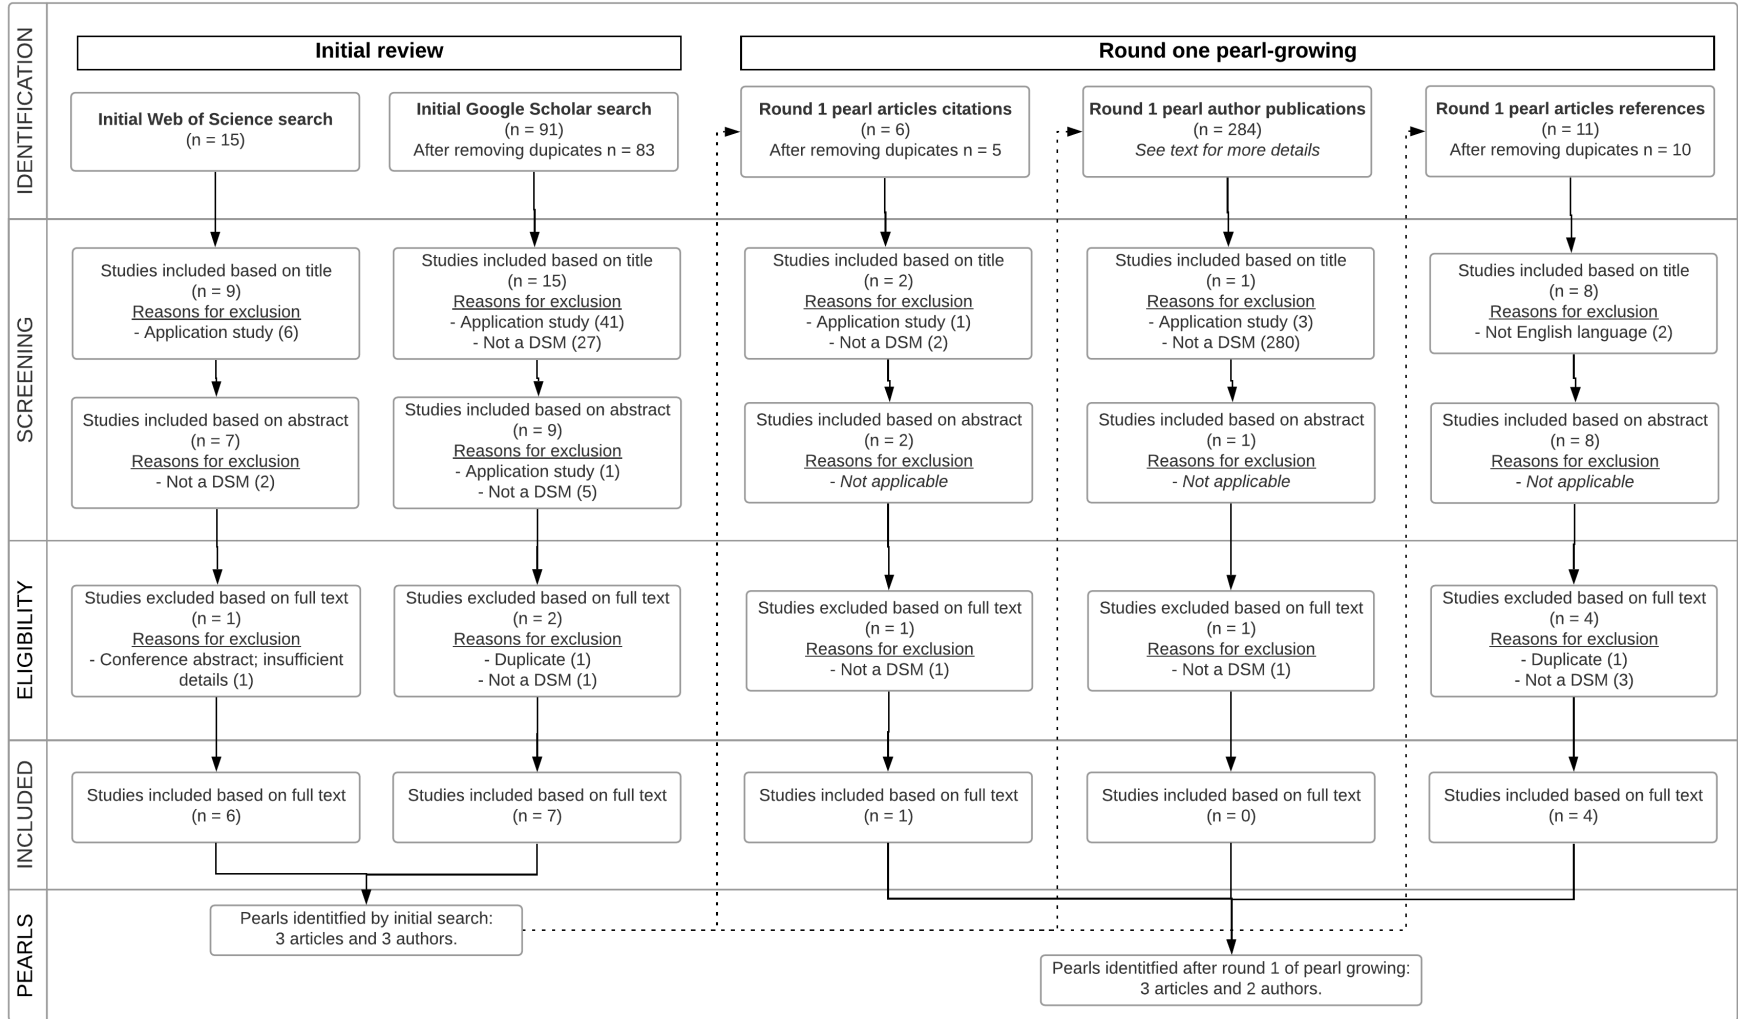 IDENTIFICATION
Initial review
Round one pearl-growing
Initial Web of Science search
(n = 15)
Initial Google Scholar search
(n = 91)
After removing dupicates n = 83
Round 1 pearl articles citations
(n = 6)
After removing dupicates n = 5
Round 1 pearl author publications
(n = 284)
See text for more details
Round 1 pearl articles references
(n = 11)
After removing dupicates n = 10
SCREENING
Studies included based on title
(n = 9)
Reasons for exclusion
- Application study (6)
Studies included based on title
(n = 15)
Reasons for exclusion
- Application study (41)
- Not a DSM (27)
Studies included based on title
(n = 2)
Reasons for exclusion
- Application study (1)
- Not a DSM (2)
Studies included based on title
(n = 1)
Reasons for exclusion
- Application study (3)
- Not a DSM (280)
Studies included based on title
(n = 8)
Reasons for exclusion
- Not English language (2)
Studies included based on abstract
(n = 7)
Reasons for exclusion
- Not a DSM (2)
Studies included based on abstract
(n = 9)
Reasons for exclusion
- Application study (1)
- Not a DSM (5)
Studies included based on abstract
(n = 2)
Reasons for exclusion
- Not applicable
Studies included based on abstract
(n = 1)
Reasons for exclusion
- Not applicable
Studies included based on abstract
(n = 8)
Reasons for exclusion
- Not applicable
ELIGIBILITY
Studies excluded based on full text
(n = 1)
Reasons for exclusion
- Conference abstract; insufficient
details (1)
Studies excluded based on full text
(n = 2)
Reasons for exclusion
- Duplicate (1)
- Not a DSM (1)
Studies excluded based on full text
(n = 1)
Reasons for exclusion
- Not a DSM (1)
Studies excluded based on full text
(n = 1)
Reasons for exclusion
- Not a DSM (1)
Studies excluded based on full text
(n = 4)
Reasons for exclusion
- Duplicate (1)
- Not a DSM (3)
INCLUDED
Studies included based on full text
(n = 6)
Studies included based on full text
(n = 7)
Studies included based on full text
(n = 1)
Studies included based on full text
(n = 0)
Studies included based on full text
(n = 4)
PEARLS
Pearls identitfied by initial search:
3 articles and 3 authors.
Pearls identitfied after round 1 of pearl growing:
3 articles and 2 authors.